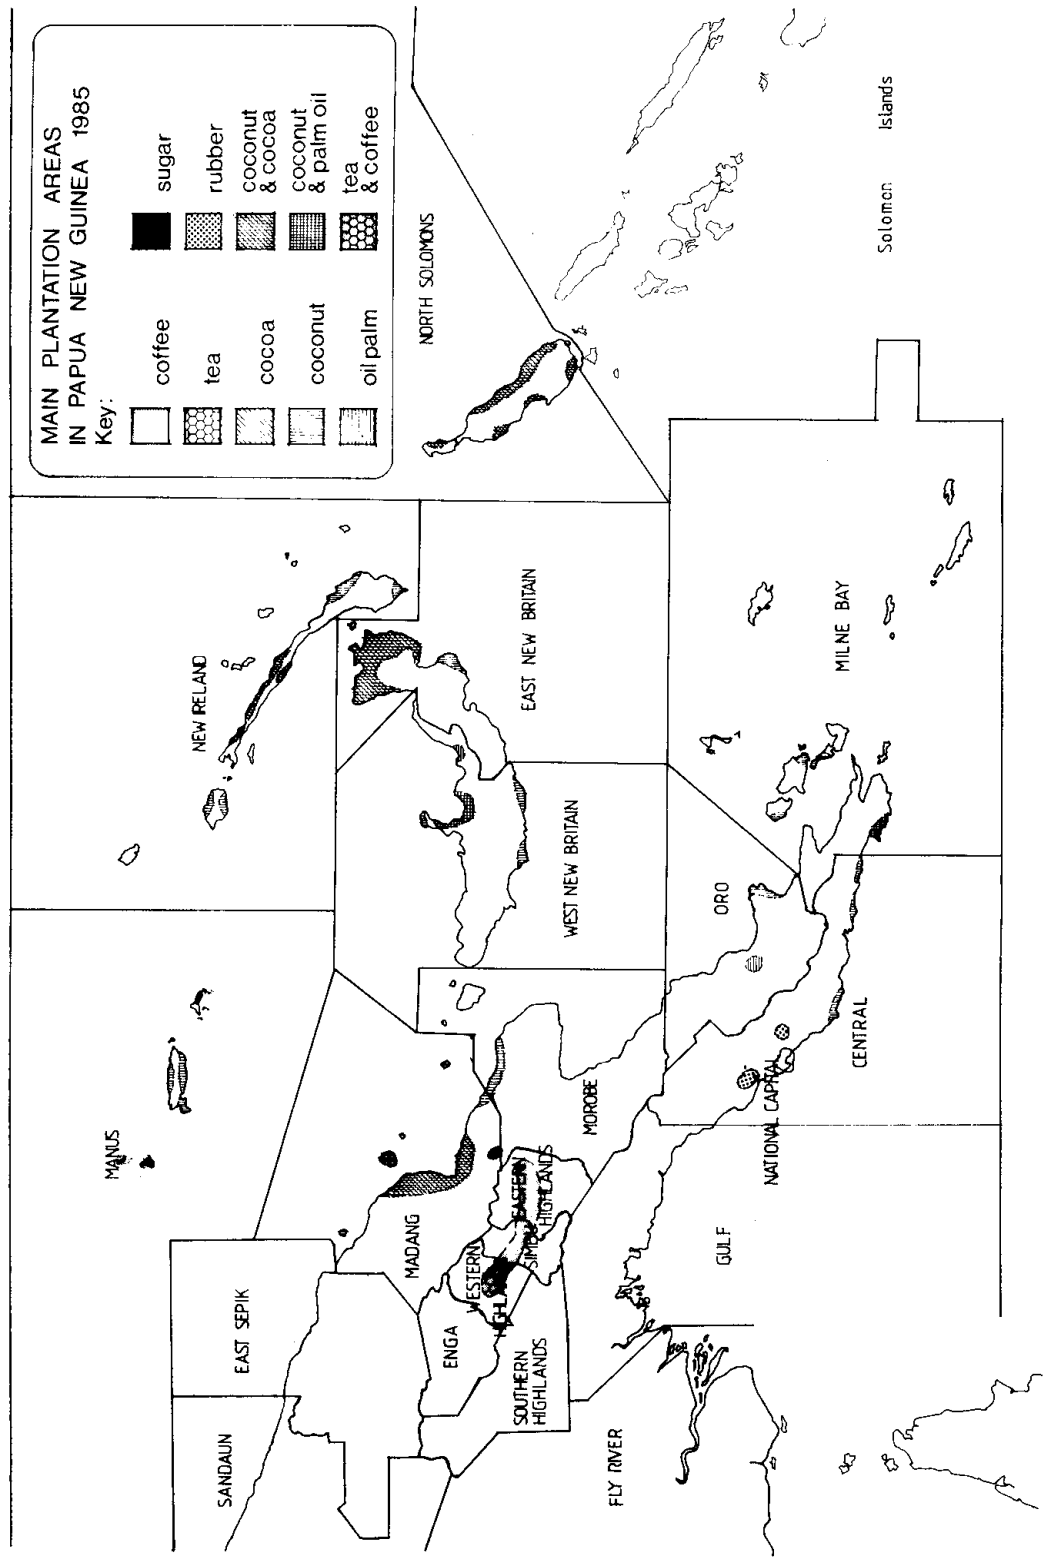 MAIN PLANTATION AREAS
IN PAPUA NEW GUINEA 1985
Key:
coffee
tea
cocoa
coconut
oil palm
sugar
rubber
coconut
& cocoa
coconut
& palm oil
tea
& coffee
MANUS
NEW IRELAND
NORTH SOLOMONS
SANDAUN
EAST SEPIK
MADANG
ENGA
WESTERN
HIGHLA
SOUTHERN
HIGHLANDS
SIMBU
EASTERN
HIGHLANDS
MOROBE
WEST NEW BRITAIN
EAST NEW BRITAIN
FLY RIVER
GULF
NATIONAL CAPITAL
CENTRAL
ORO
MILNE BAY
Solomon Islands